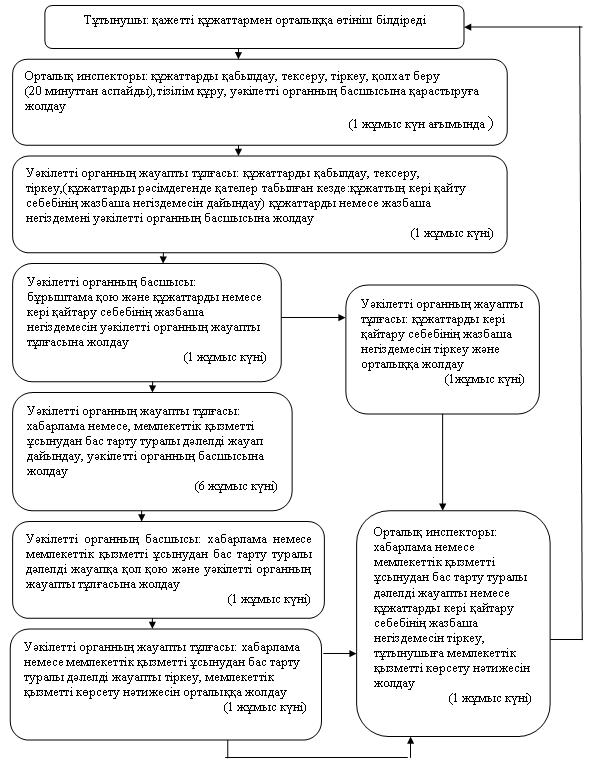 Тұтынушы: қажетті құжаттармен орталыққа өтініш білдіреді
Орталық инспекторы: құжаттарды қабылдау, тексеру, тіркеу, қолхат беру
(20 минуттан аспайды),тізілім құру, уәкілетті органның басшысына қарастыруға
жолдау
(1 жұмыс күн ағымында )
Уәкілетті органның жауапты тұлғасы: құжаттарды қабылдау, тексеру,
тіркеу,(құжаттарды рәсімдегенде қателер табылған кезде:құжаттың кері қайту
себебінің жазбаша негіздемесін дайындау) құжаттарды немесе жазбаша
негіздемені уәкілетті органның басшысына жолдау
(1 жұмыс күні)
Уәкілетті органның басшысы:
бұрыштама қою және құжаттарды немесе
кері қайтару себебінің жазбаша
негіздемесін уәкілетті органның жауапты
тұлғасына жолдау
(1 жұмыс күні)
Уәкілетті органның жауапты
тұлғасы: құжаттарды кері
қайтару себебінің жазбаша
негіздемесін тіркеу және
орталыққа жолдау
(1жұмыс күні)
Уәкілетті органның жауапты тұлғасы:
хабарлама немесе, мемлекеттік қызметті
ұсынудан бас тарту туралы дәлелді жауап
дайындау, уәкілетті органның басшысына
жолдау
(6 жұмыс күні)
Уәкілетті органның басшысы: хабарлама немесе
мемлекеттік қызметті ұсынудан бас тарту туралы
дәлелді жауапқа қол қою және уәкілетті органның
жауапты тұлғасына жолдау
(1 жұмыс күні)
Орталық инспекторы:
хабарлама немесе
мемлекеттік қызметті
ұсынудан бас тарту туралы
дәлелді жауапты немесе
құжаттарды кері қайтару
себебінің жазбаша
негіздемесін тіркеу,
тұтынушыға мемлекеттік
қызметті көрсету нәтижесін
жолдау
(1 жұмыс күні)
Уәкілетті органның жауапты тұлғасы: хабарлама
немесе мемлекеттік қызметті ұсынудан бас тарту
туралы дәлелді жауапты тіркеу, мемлекеттік
қызметті көрсету нәтижесін орталыққа жолдау
(1 жұмыс күні)